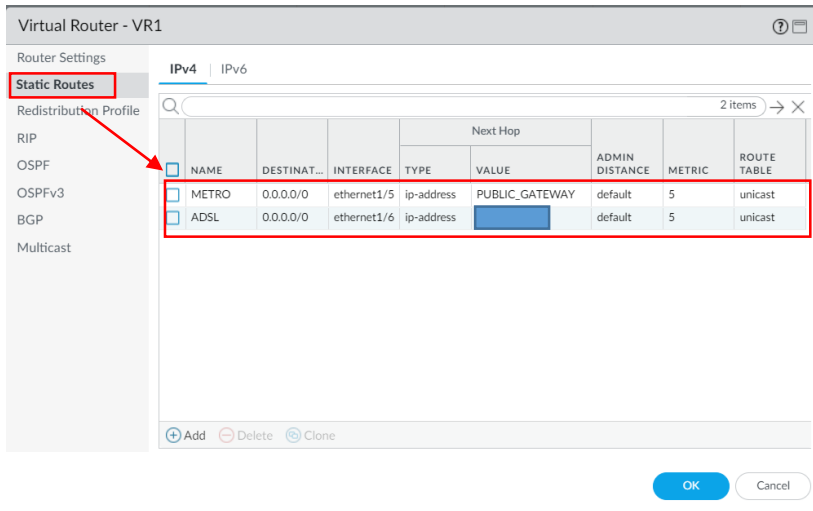 Virtual Router - VR1
Router Settings
Static Routes
Redistribution Profile
RIP
OSPF
OSPFv3
BGP
Multicast
IPv4 | IPv6
2 items
Next Hop
NAME DESTINAT... INTERFACE TYPE VALUE ADMIN DISTANCE METRIC ROUTE TABLE
METRO 0.0.0.0/0 ethernet1/5 ip-address PUBLIC_GATEWAY default 5 unicast
ADSL 0.0.0.0/0 ethernet1/6 ip-address default 5 unicast
Add Delete Clone
OK Cancel